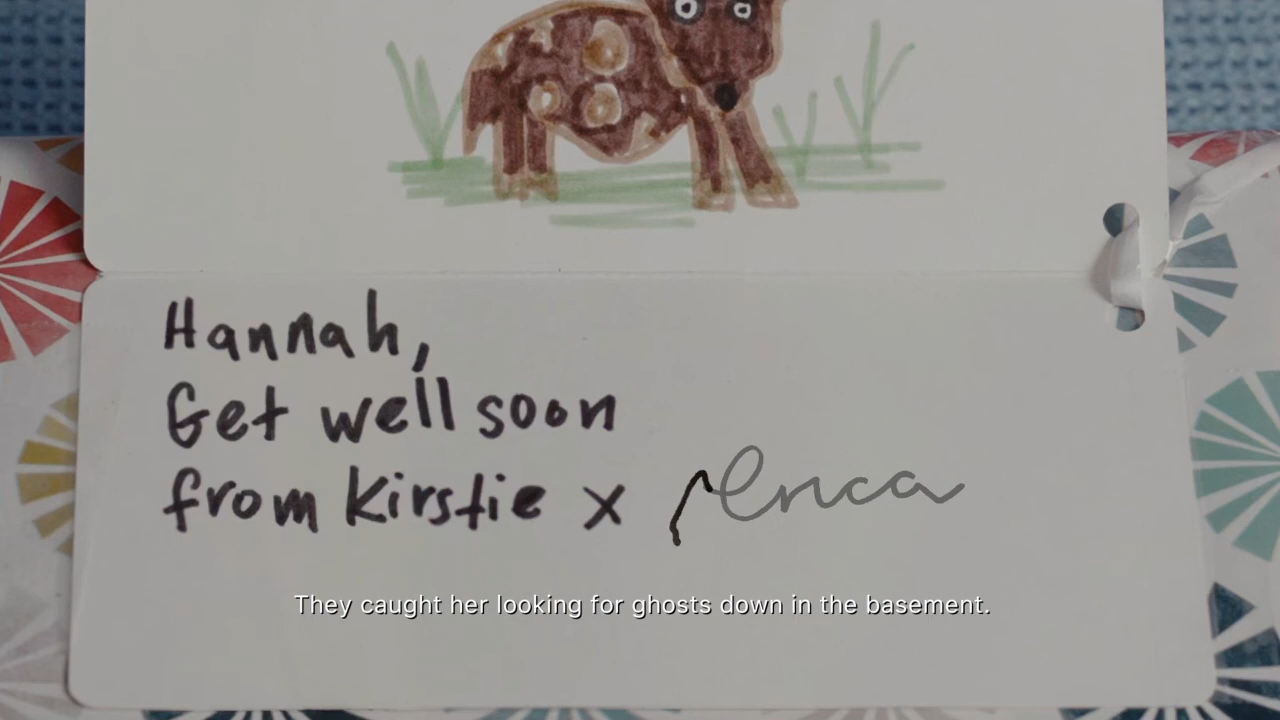 Hannah,
Get well soon
from Kirstie x erica
They caught her looking for ghosts down in the basement.